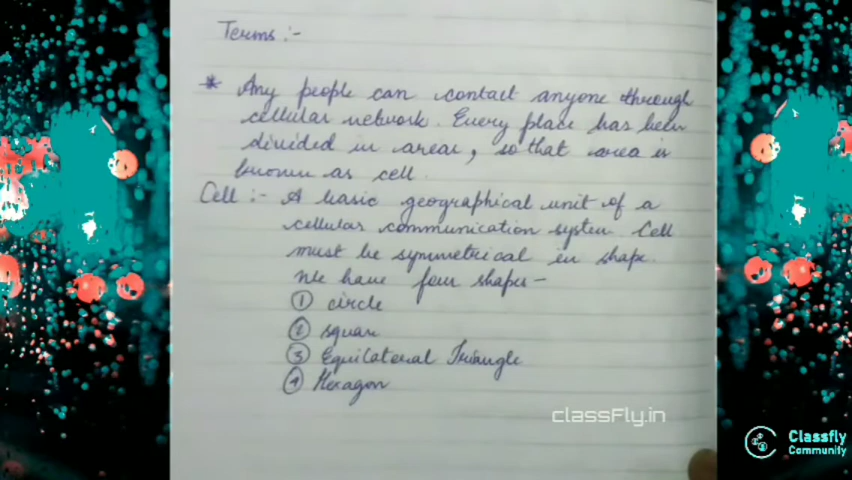 Terms :-
* Any people can contact anyone through
cellular network. Every place has been
divided in areas, so that area is
known as cell.
Cell :- A basic geographical unit of a
cellular communication system. Cell
must be symmetrical in shape.
We have four shapes -
① circle
② square
③ Equilateral Triangle
④ Hexagon
classFly.in
Classfly
Community